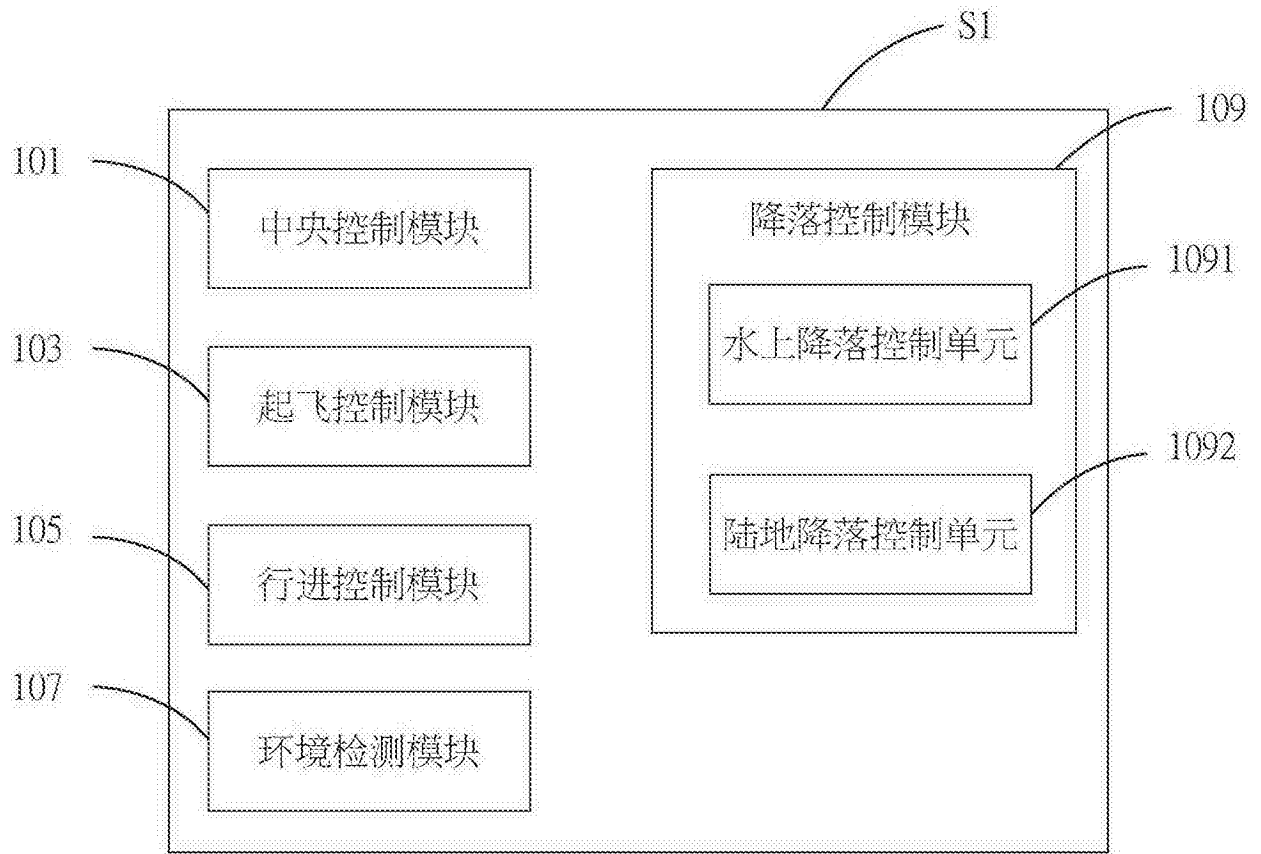 S1
109
101
中央控制模块
降落控制模块
1091
水上降落控制单元
103
起飞控制模块
1092
陆地降落控制单元
105
行进控制模块
107
环境检测模块